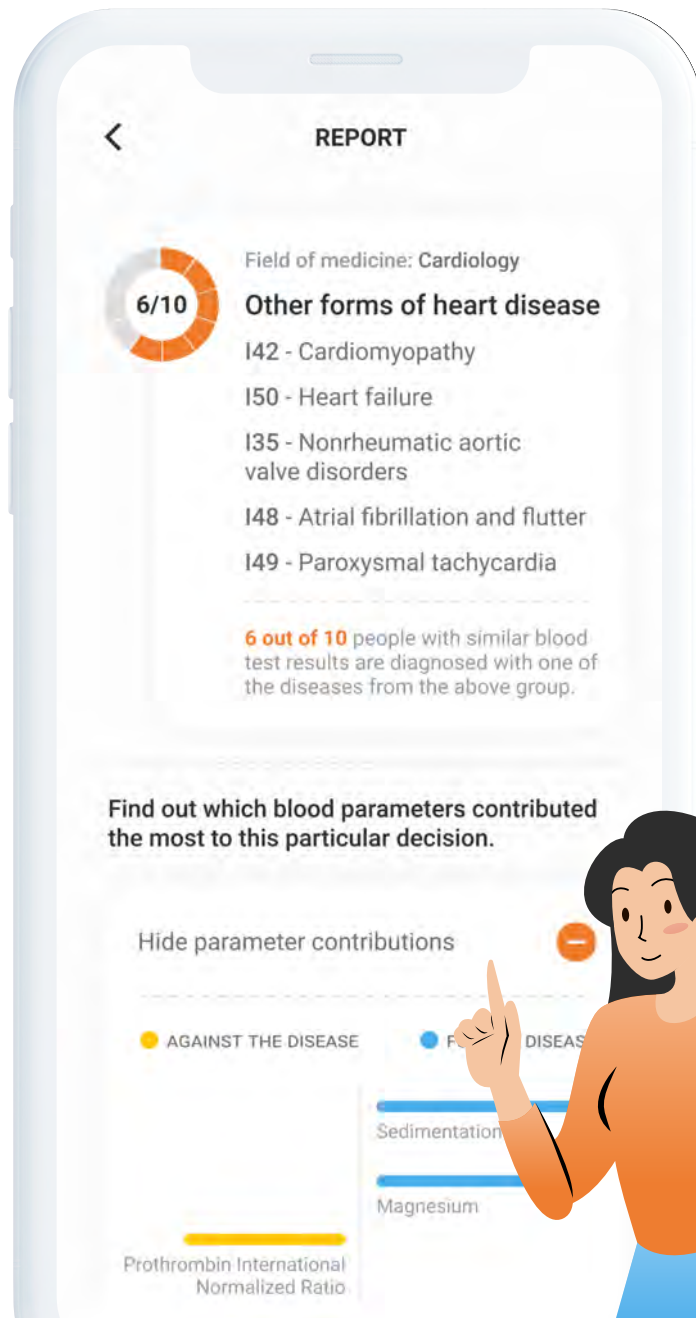 REPORT
6/10
Field of medicine: Cardiology
Other forms of heart disease
I42 - Cardiomyopathy
I50 - Heart failure
I35 - Nonrheumatic aortic
valve disorders
I48 - Atrial fibrillation and flutter
I49 - Paroxysmal tachycardia
6 out of 10 people with similar blood
test results are diagnosed with one of
the diseases from the above group.
Find out which blood parameters contributed
the most to this particular decision.
Hide parameter contributions
AGAINST THE DISEASE
Sedimentation
Magnesium
Prothrombin International
Normalized Ratio